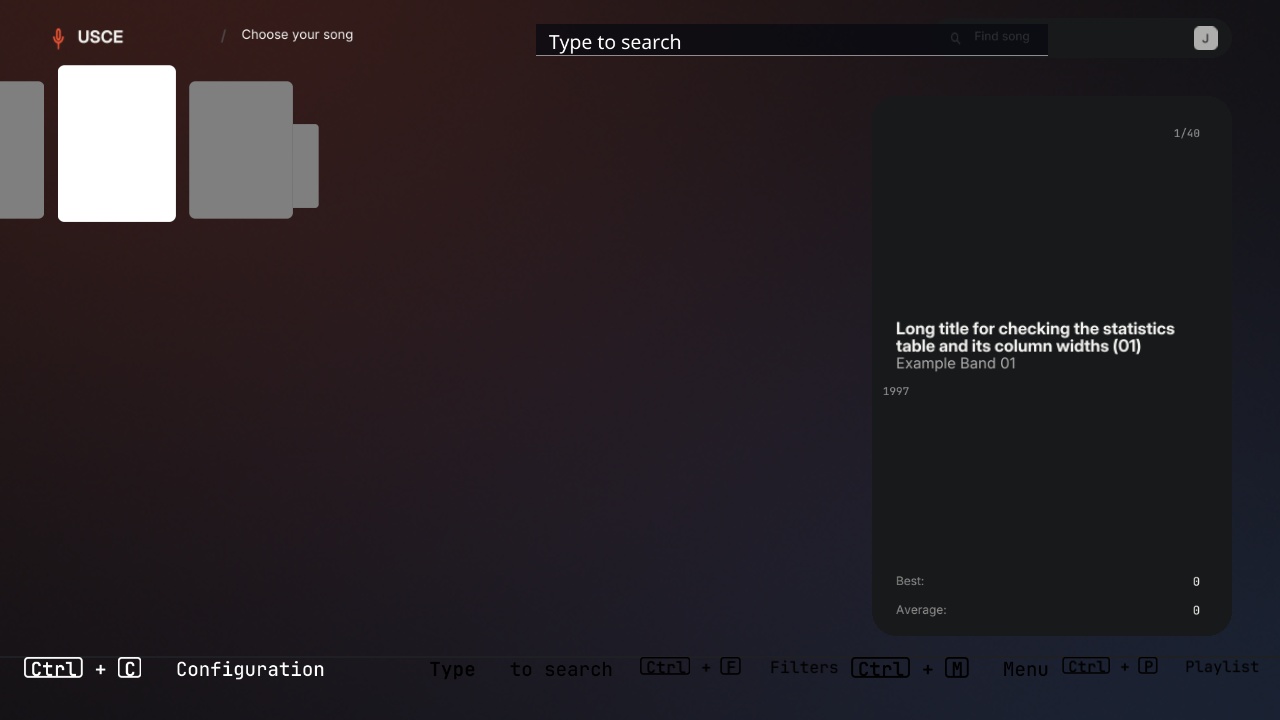 USCE / Choose your song
Type to search
Find song
J
1/40
Long title for checking the statistics
table and its column widths (01)
Example Band 01
1997
Best: 0
Average: 0
Ctrl + C Configuration Type to search Ctrl + F Filters Ctrl + M Menu Ctrl + P Playlist